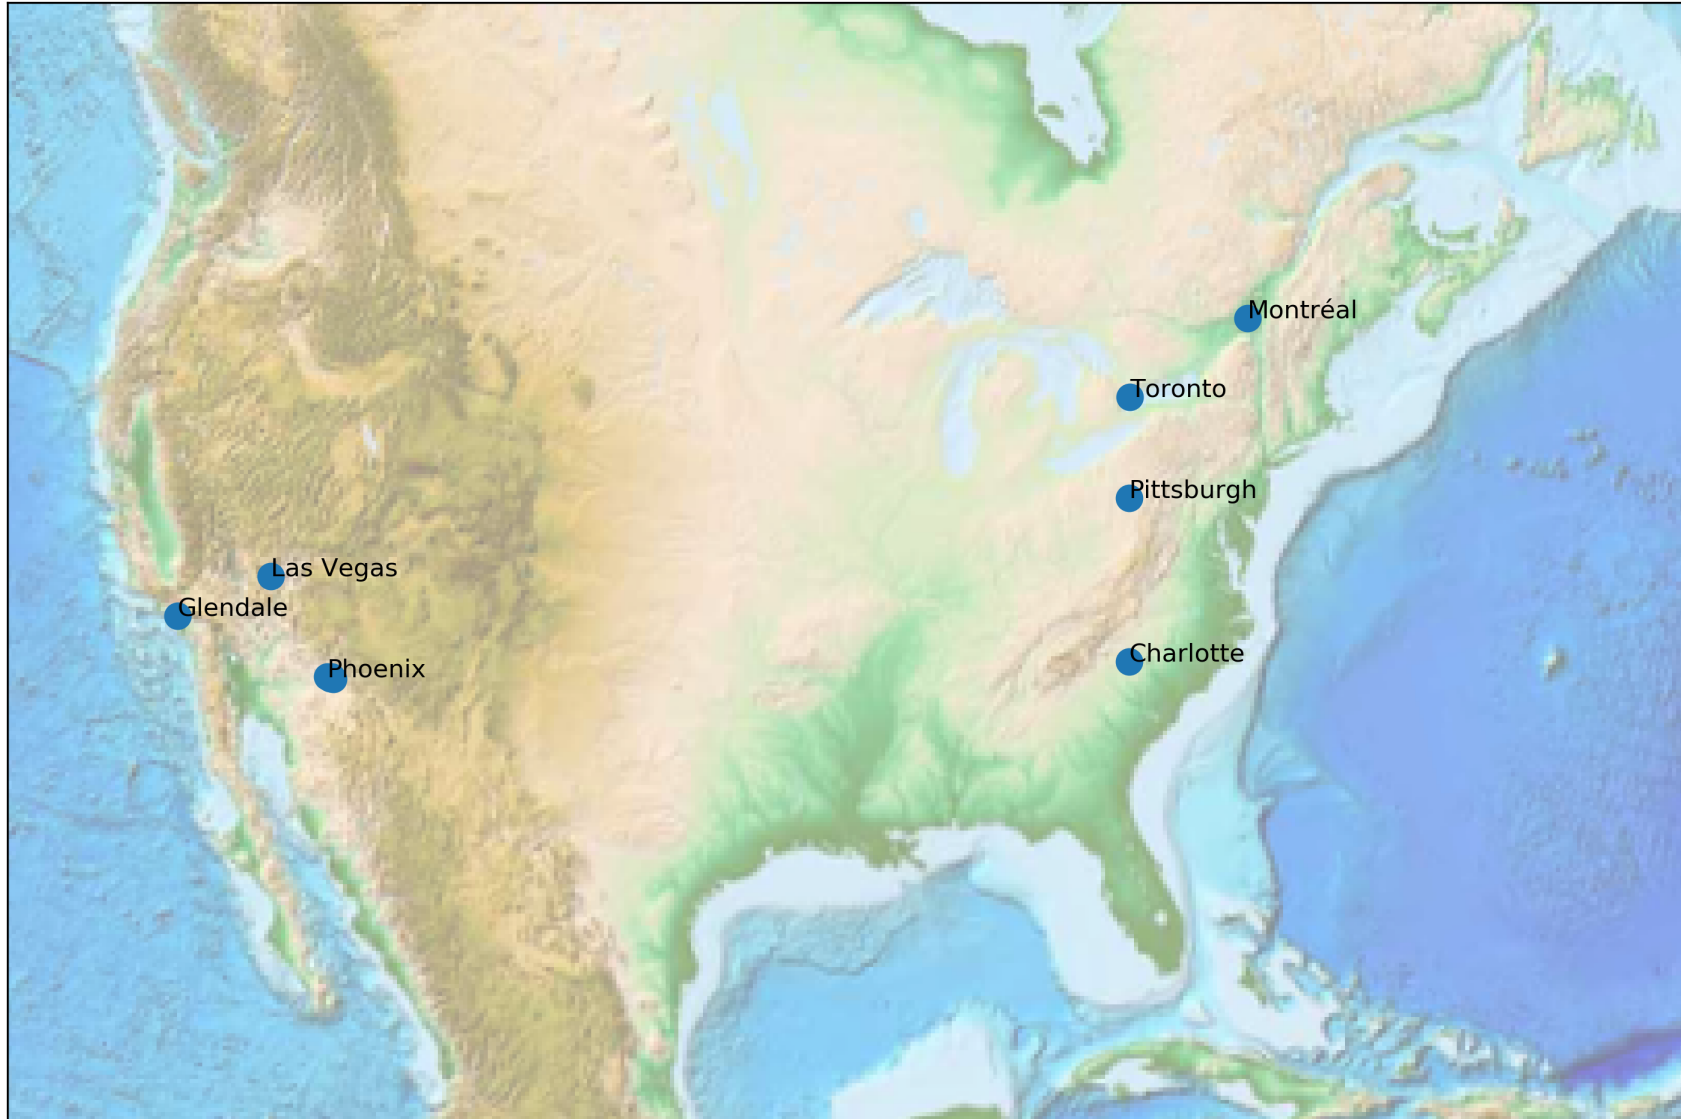 Montréal
Toronto
Pittsburgh
Las Vegas
Glendale
Charlotte
Phoenix